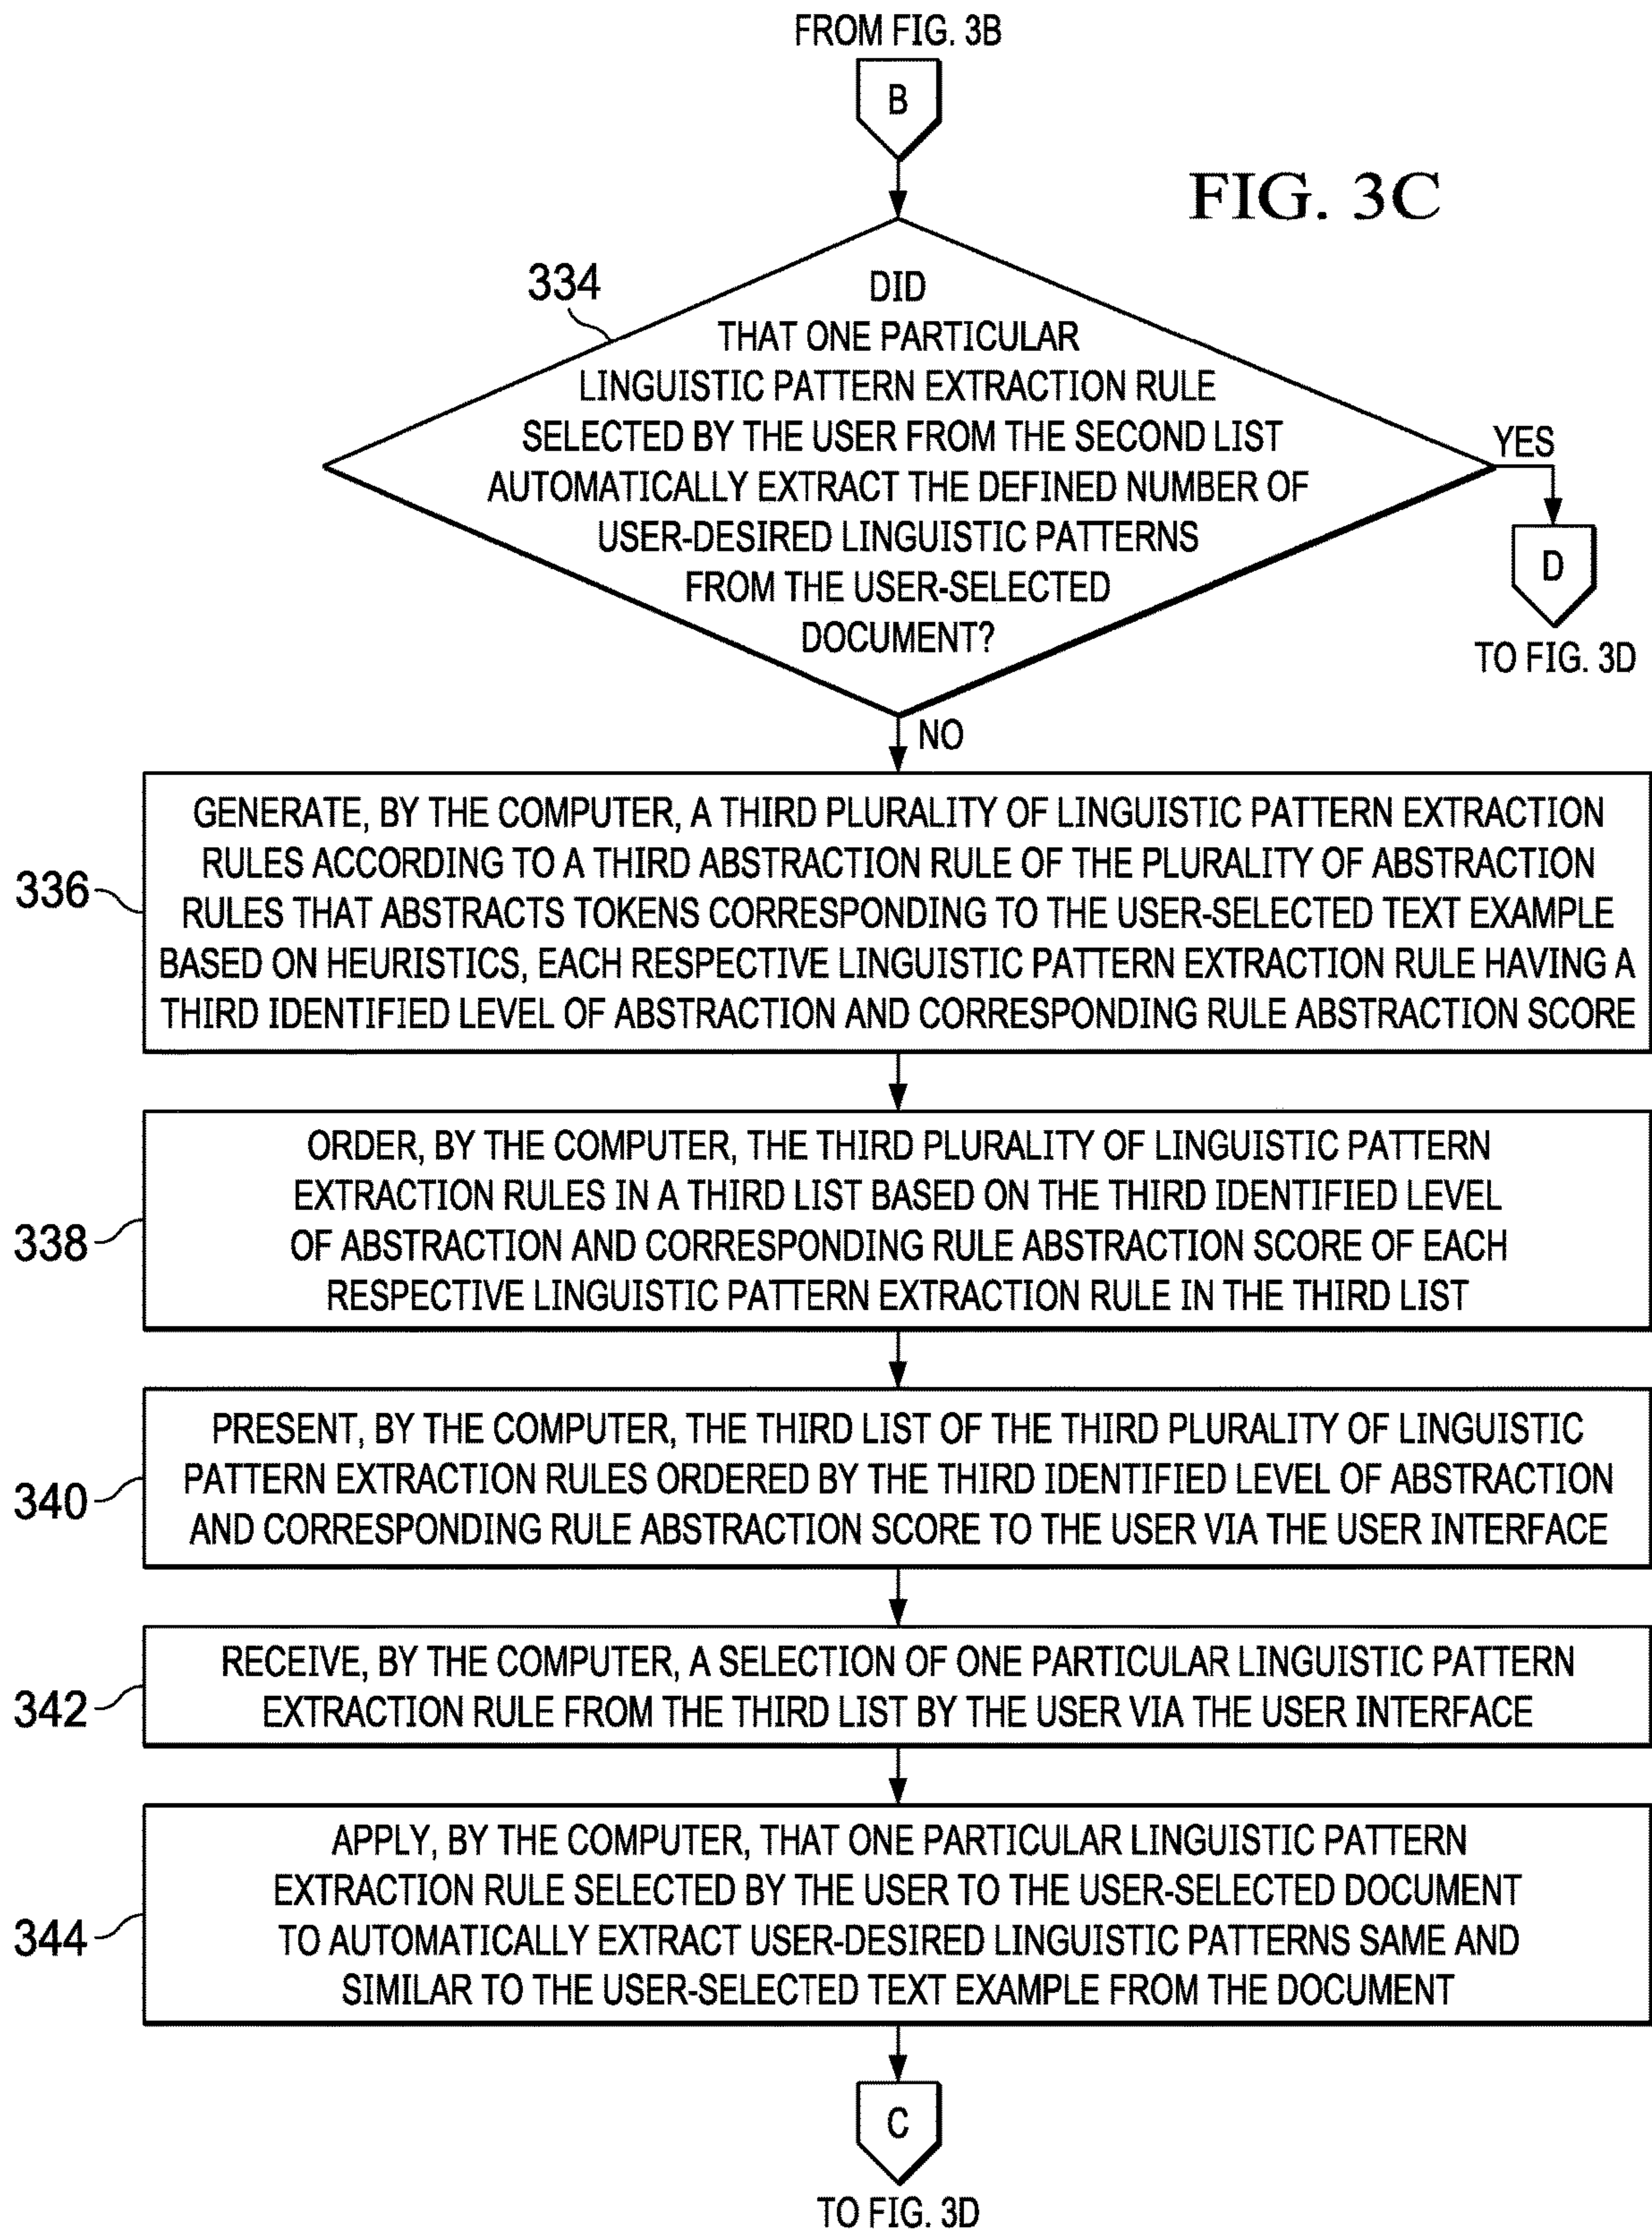 FROM FIG. 3B
B
FIG. 3C
334
DID
THAT ONE PARTICULAR
LINGUISTIC PATTERN EXTRACTION RULE
SELECTED BY THE USER FROM THE SECOND LIST
AUTOMATICALLY EXTRACT THE DEFINED NUMBER OF
USER-DESIRED LINGUISTIC PATTERNS
FROM THE USER-SELECTED
DOCUMENT?
YES
D
TO FIG. 3D
NO
336
GENERATE, BY THE COMPUTER, A THIRD PLURALITY OF LINGUISTIC PATTERN EXTRACTION
RULES ACCORDING TO A THIRD ABSTRACTION RULE OF THE PLURALITY OF ABSTRACTION
RULES THAT ABSTRACTS TOKENS CORRESPONDING TO THE USER-SELECTED TEXT EXAMPLE
BASED ON HEURISTICS, EACH RESPECTIVE LINGUISTIC PATTERN EXTRACTION RULE HAVING A
THIRD IDENTIFIED LEVEL OF ABSTRACTION AND CORRESPONDING RULE ABSTRACTION SCORE
338
ORDER, BY THE COMPUTER, THE THIRD PLURALITY OF LINGUISTIC PATTERN
EXTRACTION RULES IN A THIRD LIST BASED ON THE THIRD IDENTIFIED LEVEL
OF ABSTRACTION AND CORRESPONDING RULE ABSTRACTION SCORE OF EACH
RESPECTIVE LINGUISTIC PATTERN EXTRACTION RULE IN THE THIRD LIST
340
PRESENT, BY THE COMPUTER, THE THIRD LIST OF THE THIRD PLURALITY OF LINGUISTIC
PATTERN EXTRACTION RULES ORDERED BY THE THIRD IDENTIFIED LEVEL OF ABSTRACTION
AND CORRESPONDING RULE ABSTRACTION SCORE TO THE USER VIA THE USER INTERFACE
342
RECEIVE, BY THE COMPUTER, A SELECTION OF ONE PARTICULAR LINGUISTIC PATTERN
EXTRACTION RULE FROM THE THIRD LIST BY THE USER VIA THE USER INTERFACE
344
APPLY, BY THE COMPUTER, THAT ONE PARTICULAR LINGUISTIC PATTERN
EXTRACTION RULE SELECTED BY THE USER TO THE USER-SELECTED DOCUMENT
TO AUTOMATICALLY EXTRACT USER-DESIRED LINGUISTIC PATTERNS SAME AND
SIMILAR TO THE USER-SELECTED TEXT EXAMPLE FROM THE DOCUMENT
C
TO FIG. 3D